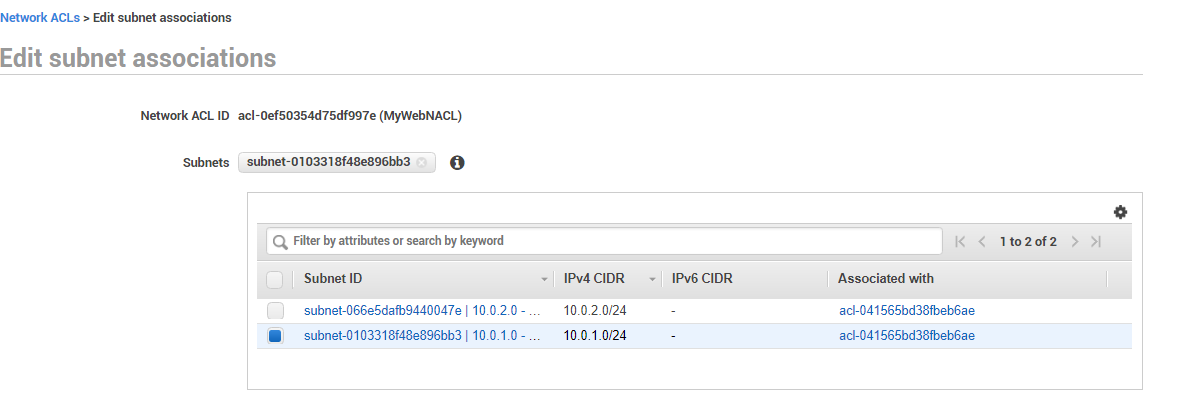 Network ACLs > Edit subnet associations
Edit subnet associations
Network ACL ID acl-0ef50354d75df997e (MyWebNACL)
Subnets subnet-0103318f48e896bb3
Filter by attributes or search by keyword 1 to 2 of 2
Subnet ID IPv4 CIDR IPv6 CIDR Associated with
subnet-066e5dafb9440047e | 10.0.2.0 - ... 10.0.2.0/24 - acl-041565bd38fbeb6ae
subnet-0103318f48e896bb3 | 10.0.1.0 - ... 10.0.1.0/24 - acl-041565bd38fbeb6ae